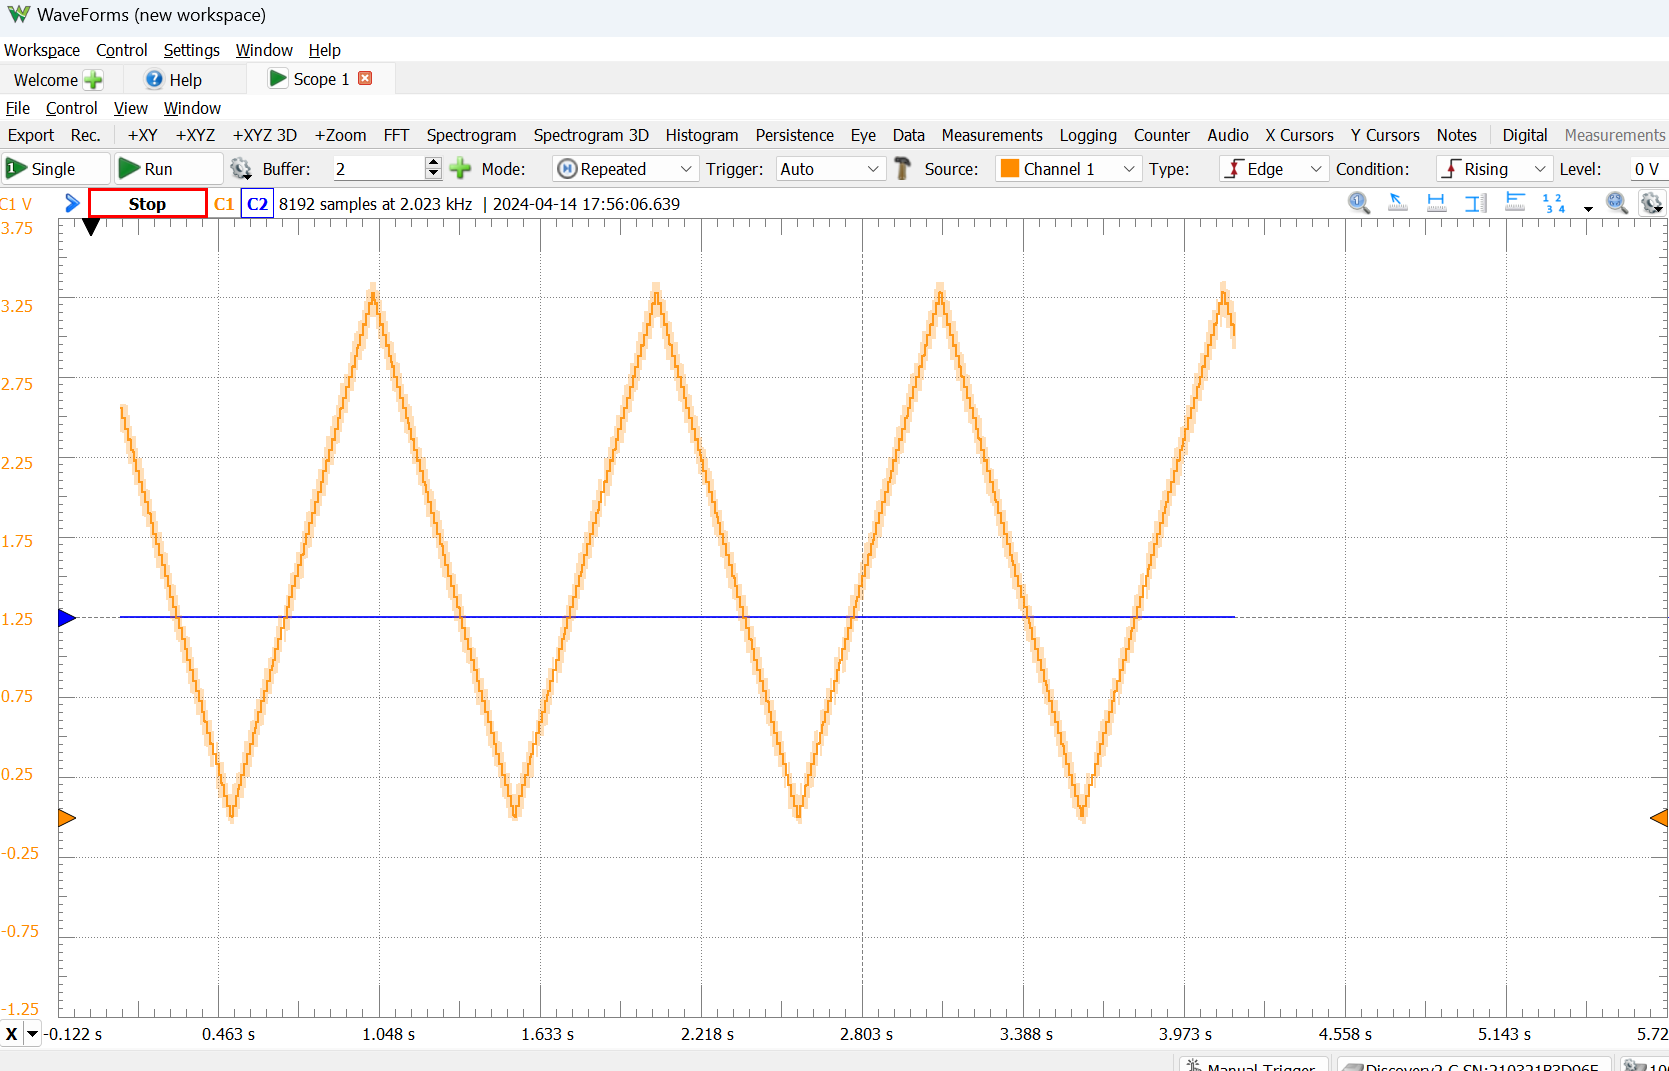 WaveForms (new workspace)
Workspace Control Settings Window Help
Welcome Help Scope 1
File Control View Window
Export Rec. +XY +XYZ +XYZ 3D +Zoom FFT Spectrogram Spectrogram 3D Histogram Persistence Eye Data Measurements Logging Counter Audio X Cursors Y Cursors Notes Digital Measurements
1 Single Run Buffer: 2 Mode: Repeated Trigger: Auto Source: Channel 1 Type: Edge Condition: Rising Level: 0 V
C1 V Stop C1 C2 8192 samples at 2.023 kHz | 2024-04-14 17:56:06.639
3.75
3.25
2.75
2.25
1.75
1.25
0.75
0.25
-0.25
-0.75
-1.25
X -0.122 s 0.463 s 1.048 s 1.633 s 2.218 s 2.803 s 3.388 s 3.973 s 4.558 s 5.143 s 5.72
Manual Trigger Discovery2 C SN:210321B3D06E